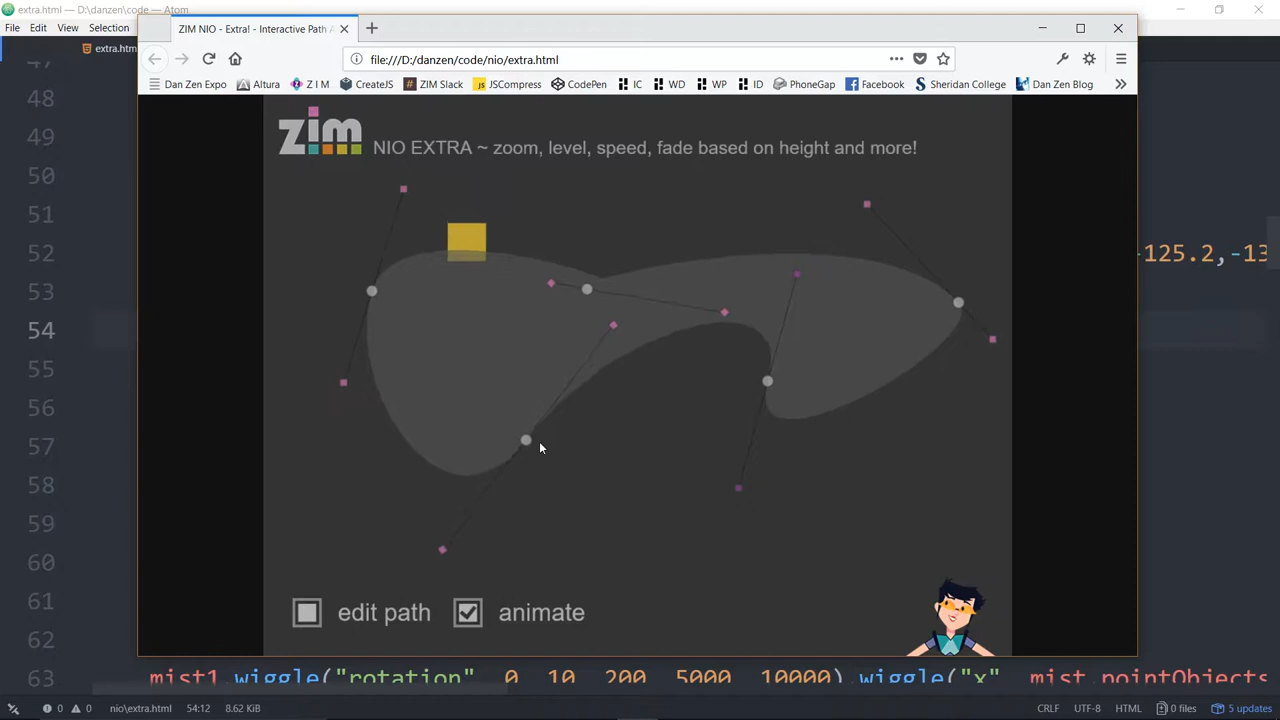 extra.html — D:\danzen\code — Atom
File Edit View Selection
extra.htm
ZIM NIO - Extra! - Interactive Path A
file:///D:/danzen/code/nio/extra.html
Dan Zen Expo Altura Z I M CreateJS # ZIM Slack JS JSCompress CodePen IC WD WP ID PhoneGap Facebook S Sheridan College Dan Zen Blog
47
48
49
50
51
52 -125.2,-13
53
54
55
56
57
58
59
60
61
62
63 mist1.wiggle("rotation", 0, 10, 200, 5000, 10000).wiggle("x", mist.pointObjects
zim NIO EXTRA ~ zoom, level, speed, fade based on height and more!
edit path animate
0 0 nio\extra.html 54:12 8.62 KiB CRLF UTF-8 HTML 0 files 5 updates